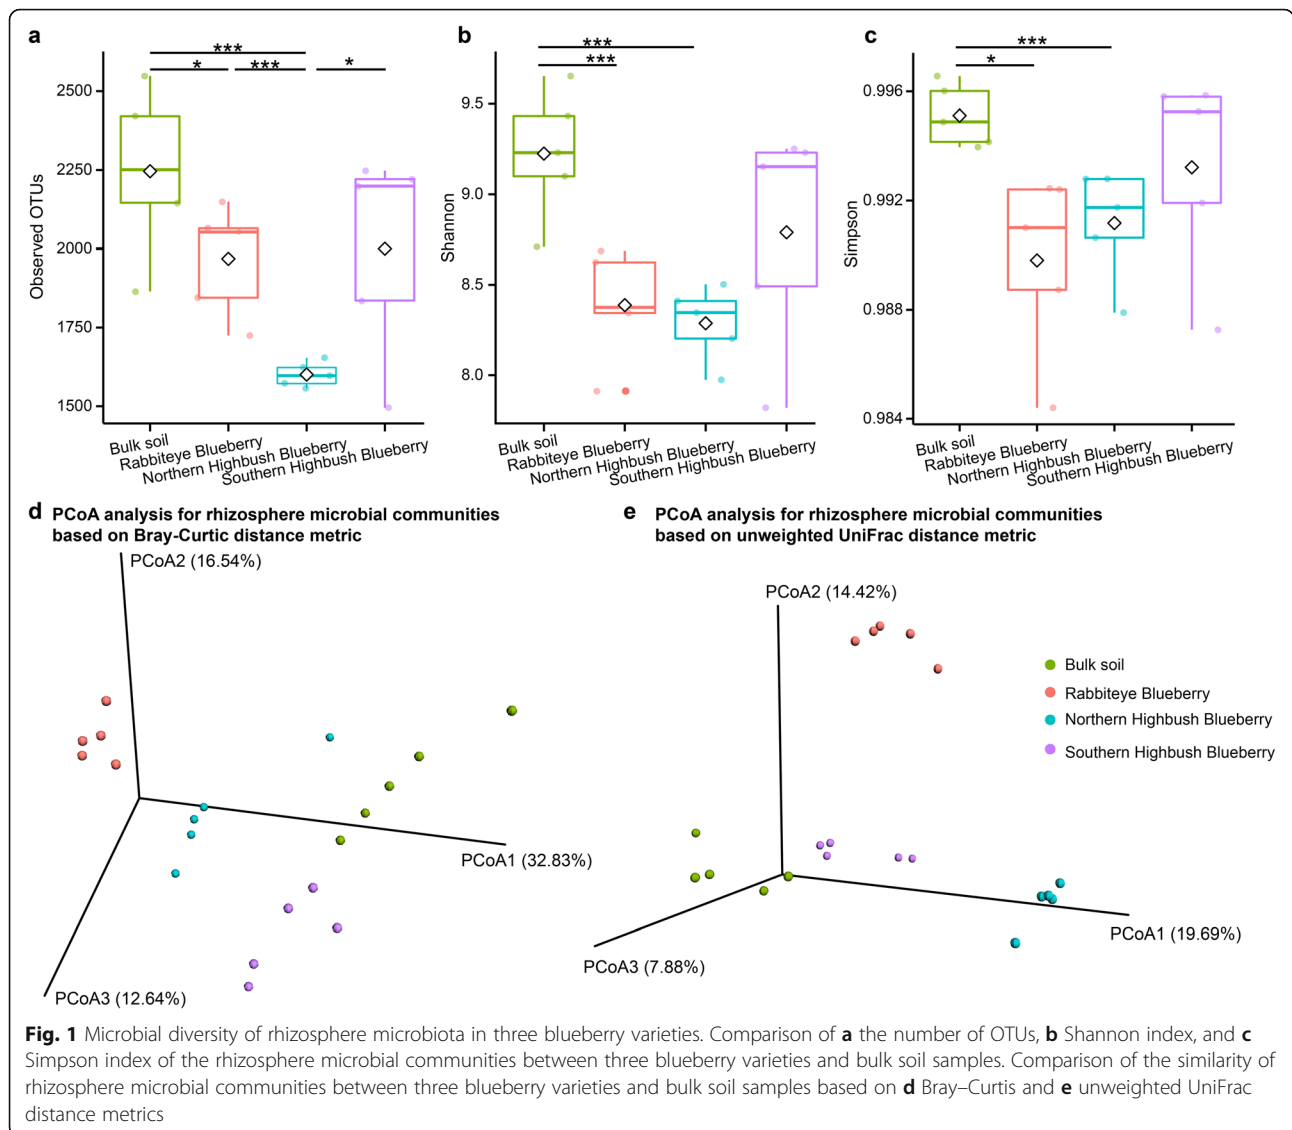 a
***
* *** *
Observed OTUs
2500
2250
2000
1750
1500
Bulk soil
Rabbiteye Blueberry
Northern Highbush Blueberry
Southern Highbush Blueberry
b
***
***
Shannon
9.5
9.0
8.5
8.0
Bulk soil
Rabbiteye Blueberry
Northern Highbush Blueberry
Southern Highbush Blueberry
c
***
*
Simpson
0.996
0.992
0.988
0.984
Bulk soil
Rabbiteye Blueberry
Northern Highbush Blueberry
Southern Highbush Blueberry
d PCoA analysis for rhizosphere microbial communities
based on Bray-Curtic distance metric
PCoA2 (16.54%)
PCoA1 (32.83%)
PCoA3 (12.64%)
e PCoA analysis for rhizosphere microbial communities
based on unweighted UniFrac distance metric
PCoA2 (14.42%)
PCoA1 (19.69%)
PCoA3 (7.88%)
Bulk soil
Rabbiteye Blueberry
Northern Highbush Blueberry
Southern Highbush Blueberry
Fig. 1 Microbial diversity of rhizosphere microbiota in three blueberry varieties. Comparison of a the number of OTUs, b Shannon index, and c
Simpson index of the rhizosphere microbial communities between three blueberry varieties and bulk soil samples. Comparison of the similarity of
rhizosphere microbial communities between three blueberry varieties and bulk soil samples based on d Bray–Curtis and e unweighted UniFrac
distance metrics